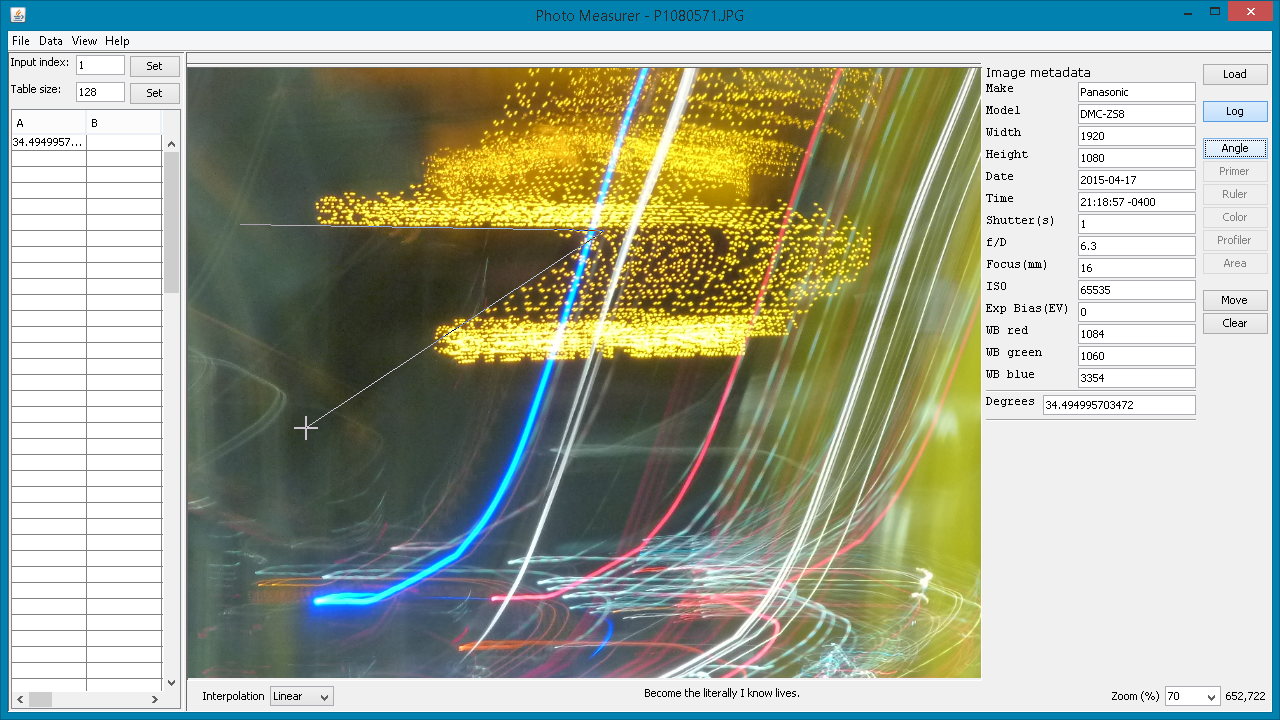 Photo Measurer - P1080571.JPG
File Data View Help
Input index: 1 Set
Table size: 128 Set
A B
34.4949957...
Image metadata
Make Panasonic
Model DMC-ZS8
Width 1920
Height 1080
Date 2015-04-17
Time 21:18:57 -0400
Shutter(s) 1
f/D 6.3
Focus(mm) 16
ISO 65535
Exp Bias(EV) 0
WB red 1084
WB green 1060
WB blue 3354
Degrees 34.494995703472
Load
Log
Angle
Primer
Ruler
Color
Profiler
Area
Move
Clear
Interpolation Linear
Become the literally I know lives.
Zoom (%) 70 652,722